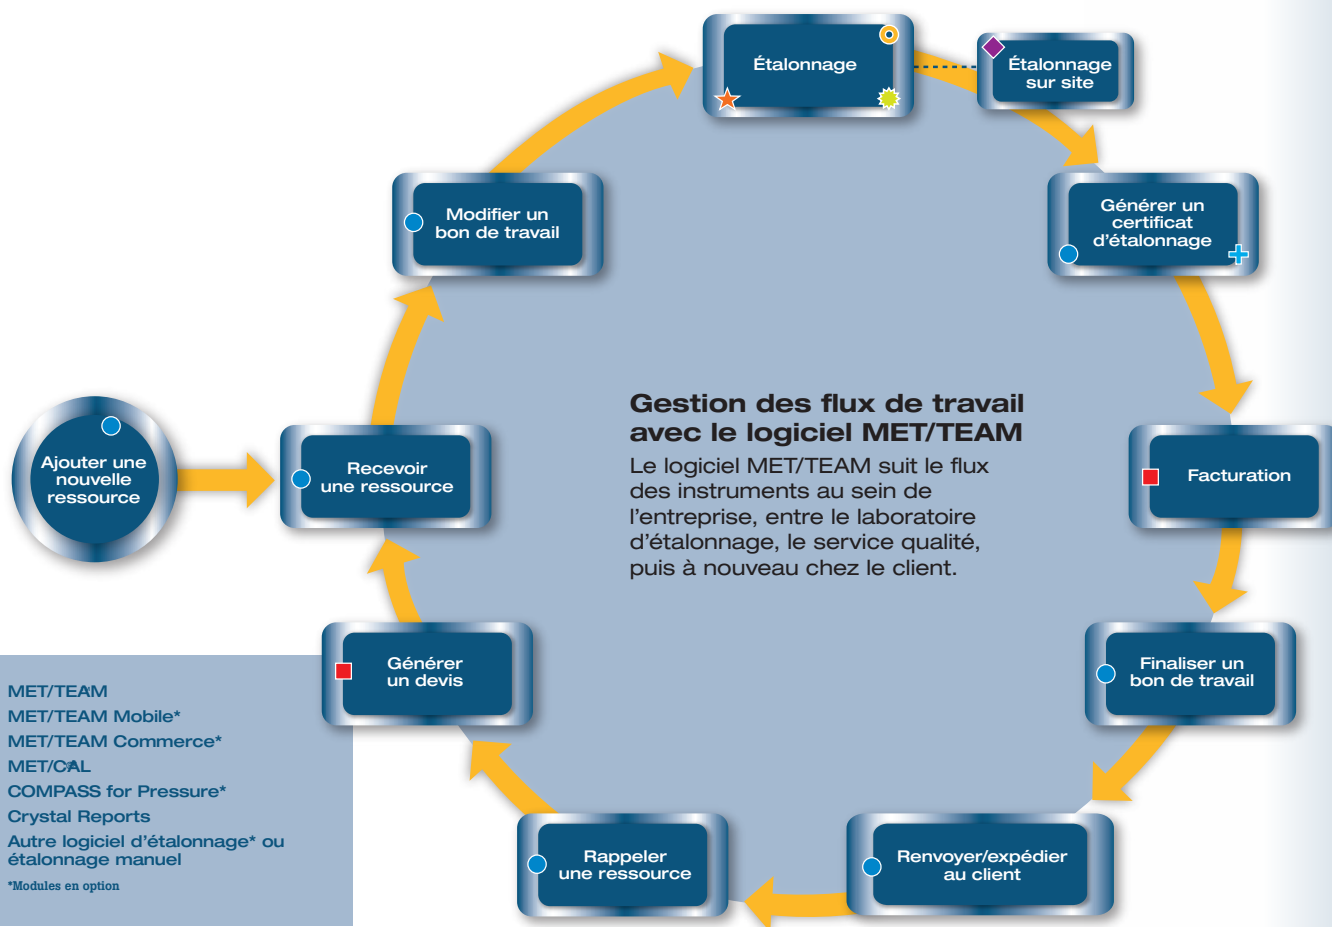 Étalonnage
Étalonnage
sur site
Modifier un
bon de travail
Générer un
certificat
d'étalonnage
Gestion des flux de travail
avec le logiciel MET/TEAM
Le logiciel MET/TEAM suit le flux
des instruments au sein de
l'entreprise, entre le laboratoire
d'étalonnage, le service qualité,
puis à nouveau chez le client.
Ajouter une
nouvelle
ressource
Recevoir
une ressource
Facturation
Générer
un devis
Finaliser un
bon de travail
Rappeler
une ressource
Renvoyer/expédier
au client
MET/TEAM
MET/TEAM Mobile*
MET/TEAM Commerce*
MET/CAL
COMPASS for Pressure*
Crystal Reports
Autre logiciel d'étalonnage* ou
étalonnage manuel
*Modules en option